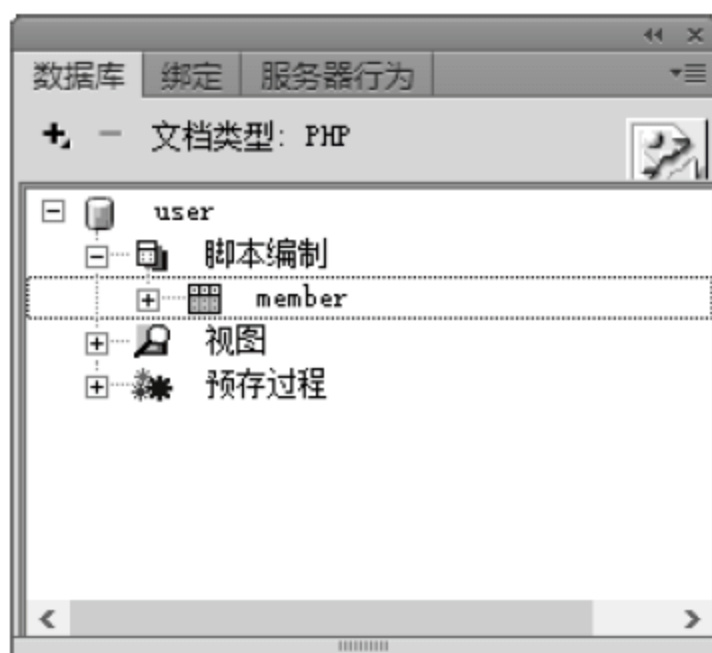 数据库 绑定 服务器行为
文档类型: PHP
user
脚本编制
member
视图
预存过程